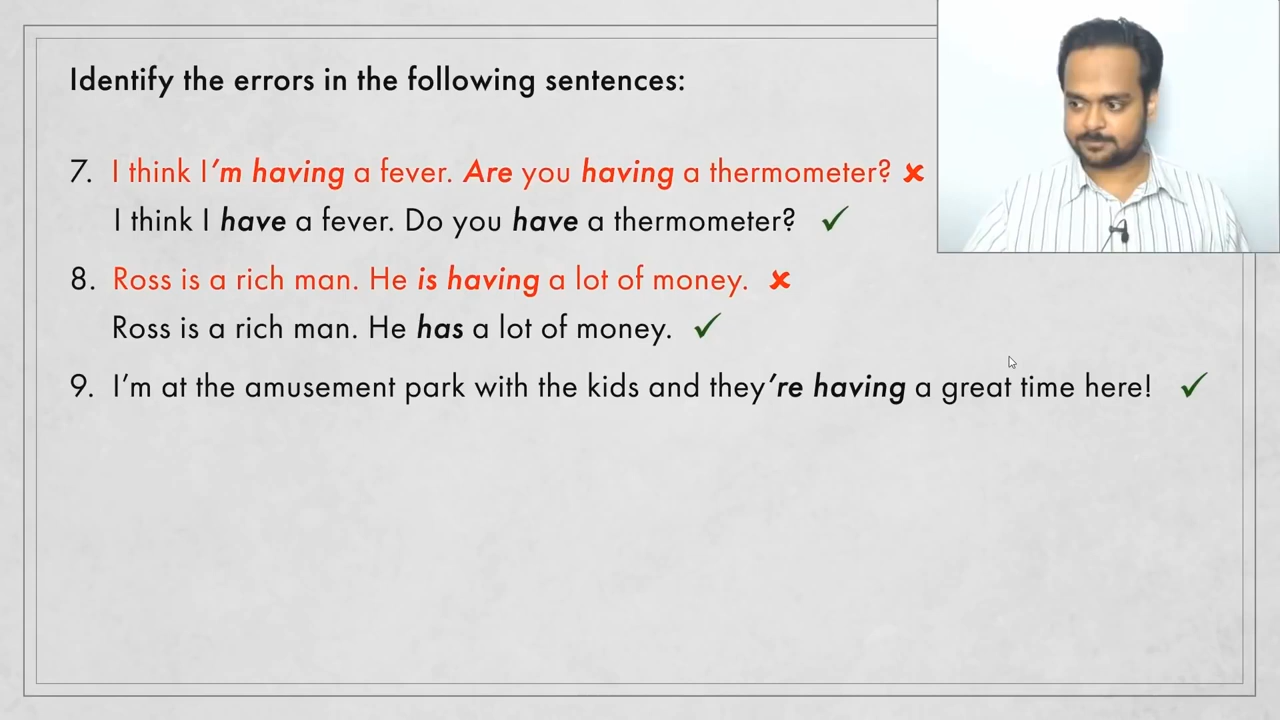 Identify the errors in the following sentences:
7. I think I'm having a fever. Are you having a thermometer? ✘
I think I have a fever. Do you have a thermometer? ✓
8. Ross is a rich man. He is having a lot of money. ✘
Ross is a rich man. He has a lot of money. ✓
9. I'm at the amusement park with the kids and they're having a great time here! ✓